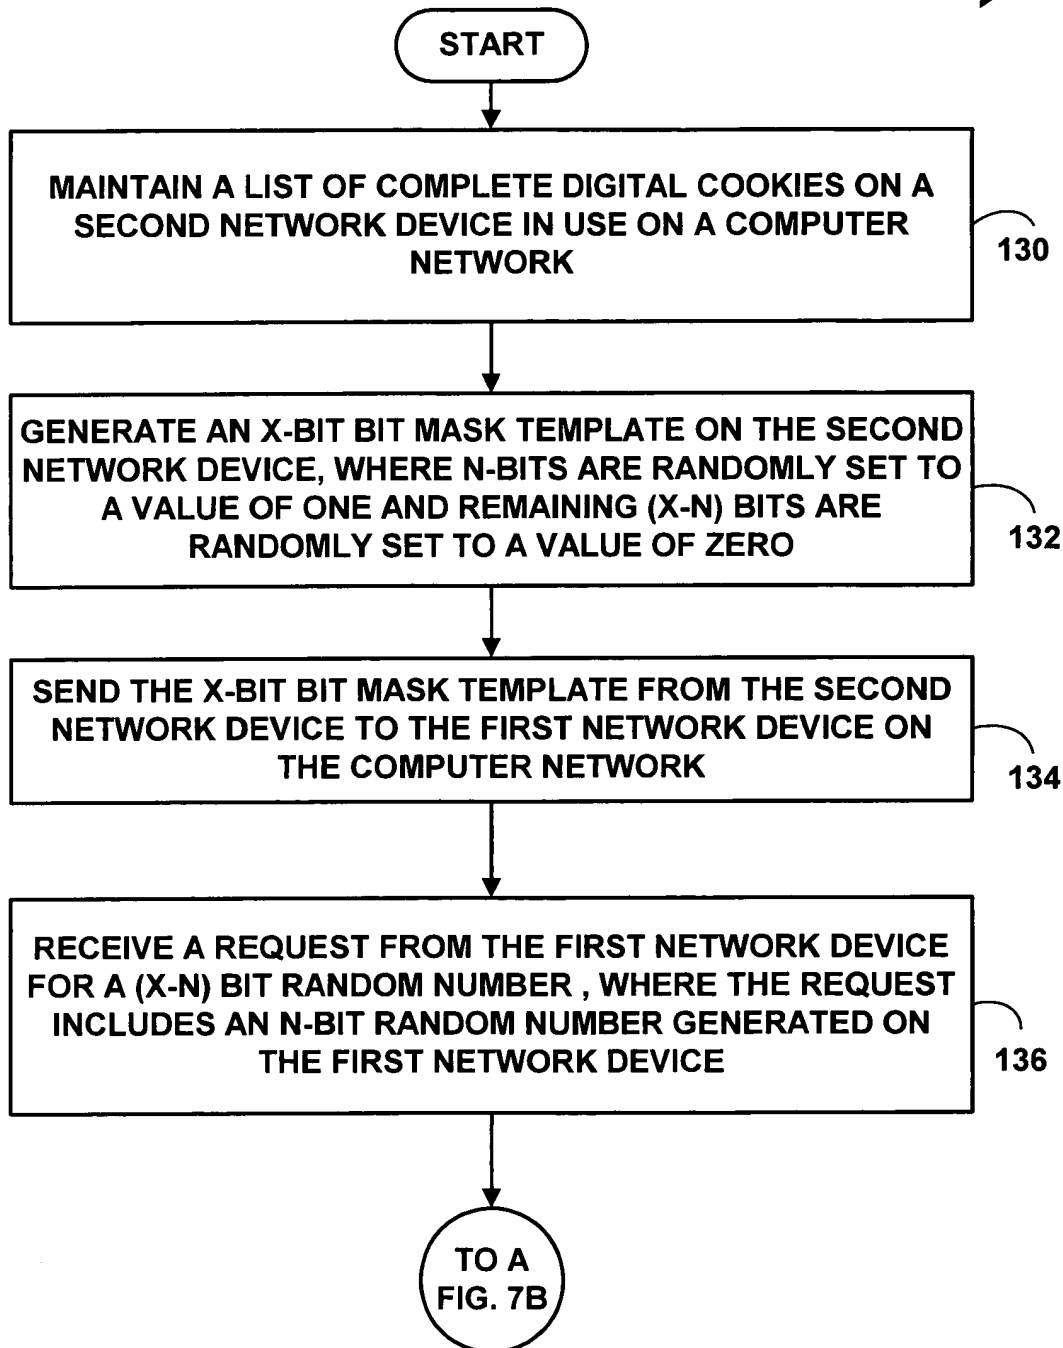 START
MAINTAIN A LIST OF COMPLETE DIGITAL COOKIES ON A
SECOND NETWORK DEVICE IN USE ON A COMPUTER
NETWORK
130
GENERATE AN X-BIT BIT MASK TEMPLATE ON THE SECOND
NETWORK DEVICE, WHERE N-BITS ARE RANDOMLY SET TO
A VALUE OF ONE AND REMAINING (X-N) BITS ARE
RANDOMLY SET TO A VALUE OF ZERO
132
SEND THE X-BIT BIT MASK TEMPLATE FROM THE SECOND
NETWORK DEVICE TO THE FIRST NETWORK DEVICE ON
THE COMPUTER NETWORK
134
RECEIVE A REQUEST FROM THE FIRST NETWORK DEVICE
FOR A (X-N) BIT RANDOM NUMBER , WHERE THE REQUEST
INCLUDES AN N-BIT RANDOM NUMBER GENERATED ON
THE FIRST NETWORK DEVICE
136
TO A
FIG. 7B